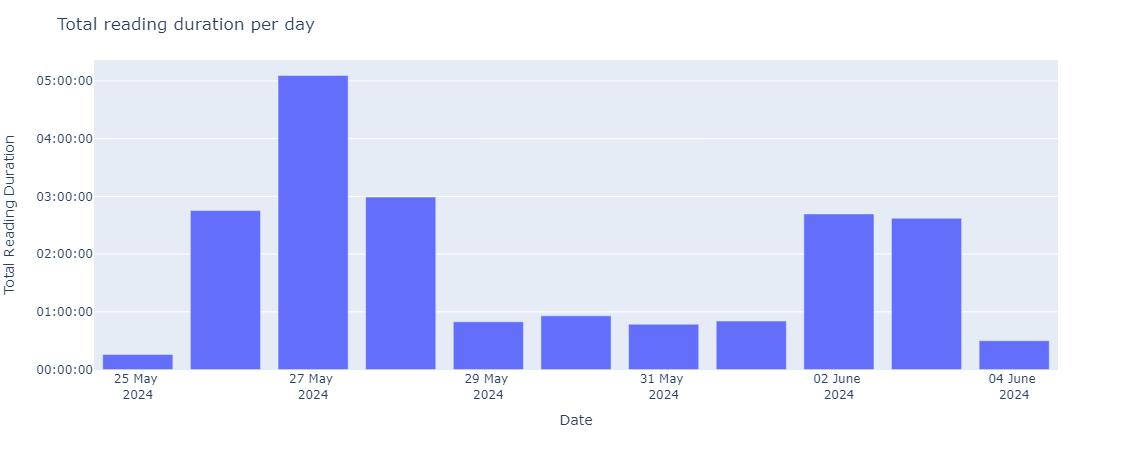 Total reading duration per day
Total Reading Duration
05:00:00
04:00:00
03:00:00
02:00:00
01:00:00
00:00:00
25 May
2024
27 May
2024
29 May
2024
31 May
2024
02 June
2024
04 June
2024
Date